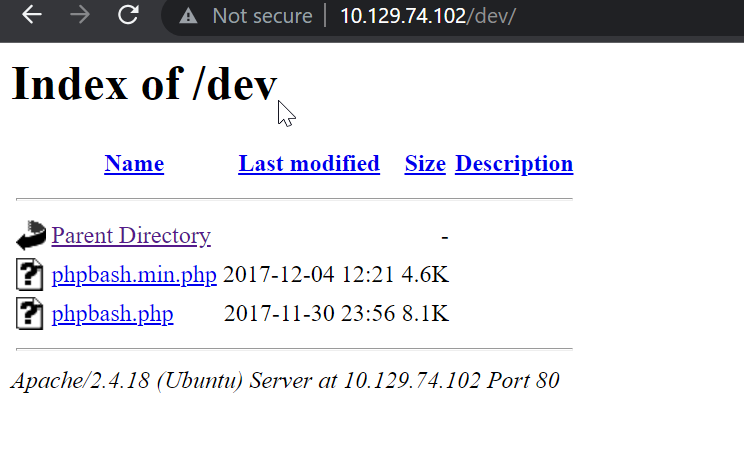 Not secure | 10.129.74.102/dev/
Index of /dev
Name Last modified Size Description
Parent Directory -
phpbash.min.php 2017-12-04 12:21 4.6K
phpbash.php 2017-11-30 23:56 8.1K
Apache/2.4.18 (Ubuntu) Server at 10.129.74.102 Port 80